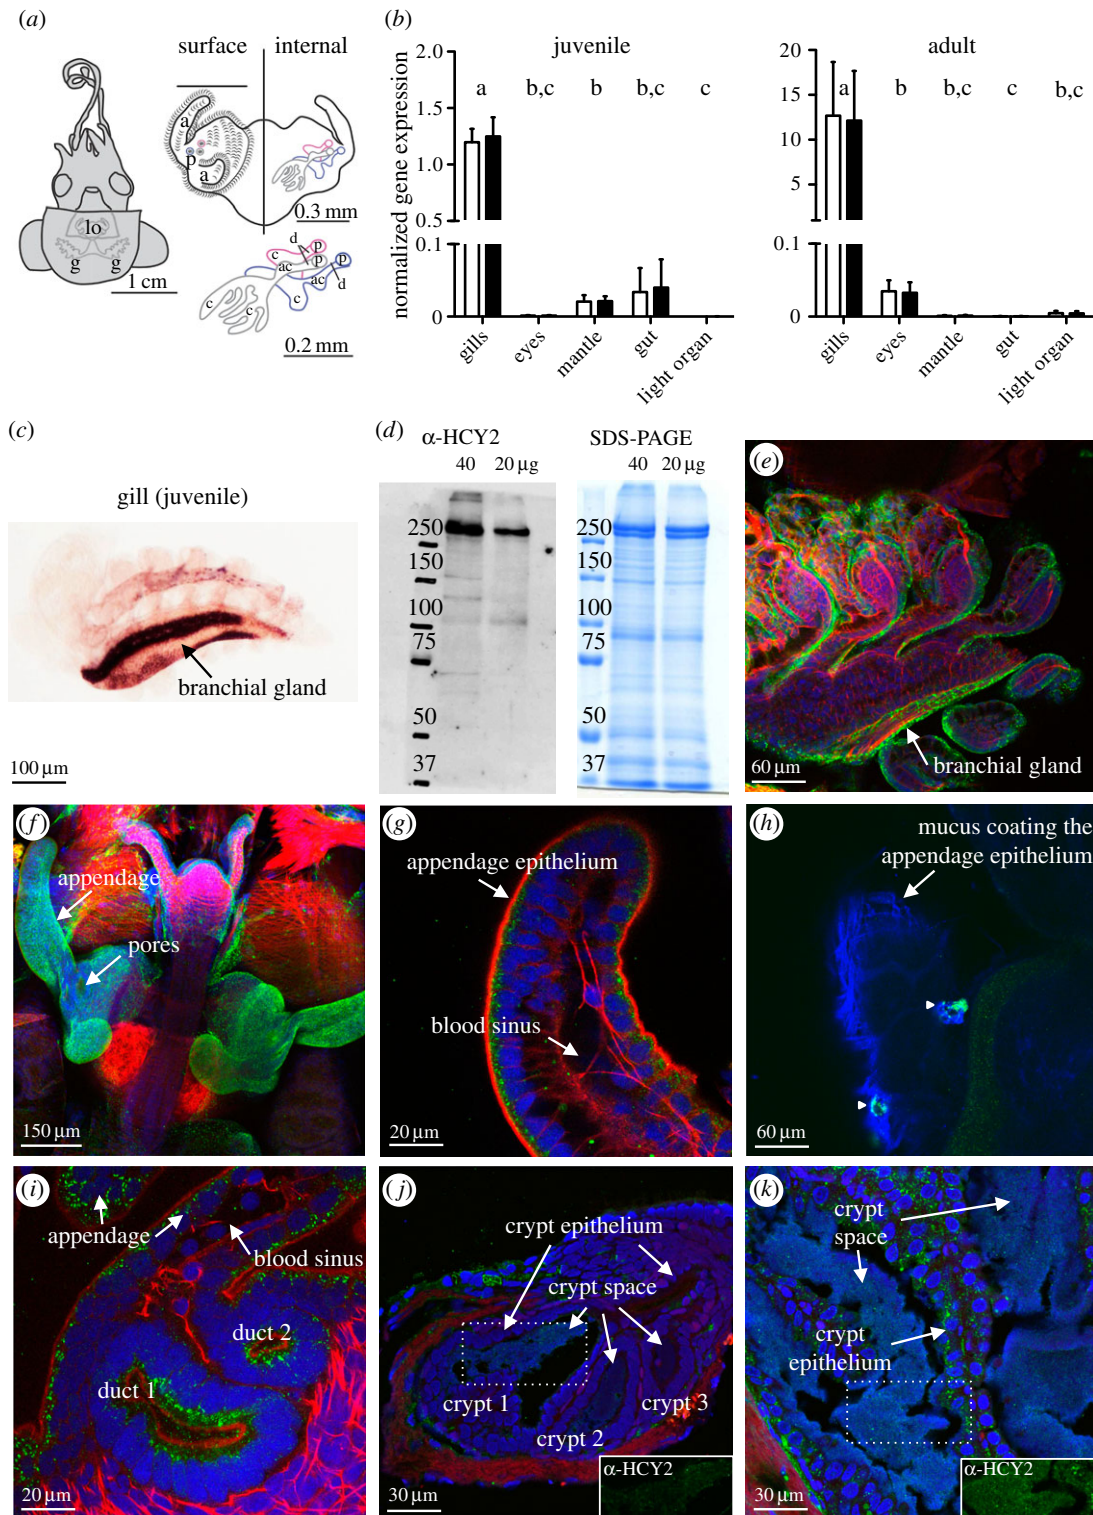 (a)
surface
internal
a
p
a
lo
g
g
1 cm
0.3 mm
d
p
c
ac
p
p
ac
d
c
c
c
0.2 mm
(b)
normalized gene expression
juvenile
2.0
1.5
1.0
0.5
0.1
0
a
b,c
b
b,c
c
gills
eyes
mantle
gut
light organ
adult
20
15
10
5
0.1
0
a
b
b,c
c
b,c
gills
eyes
mantle
gut
light organ
(c)
gill (juvenile)
branchial gland
100 µm
(d)
α-HCY2
40 20 µg
250
150
100
75
50
37
SDS-PAGE
40 20 µg
250
150
100
75
50
37
(e)
branchial gland
60 µm
(f)
appendage
pores
150 µm
(g)
appendage epithelium
blood sinus
20 µm
(h)
mucus coating the
appendage epithelium
60 µm
(i)
appendage
blood sinus
duct 2
duct 1
20 µm
(j)
crypt epithelium
crypt space
crypt 1
crypt 2
crypt 3
30 µm
α-HCY2
(k)
crypt
space
crypt
epithelium
30 µm
α-HCY2